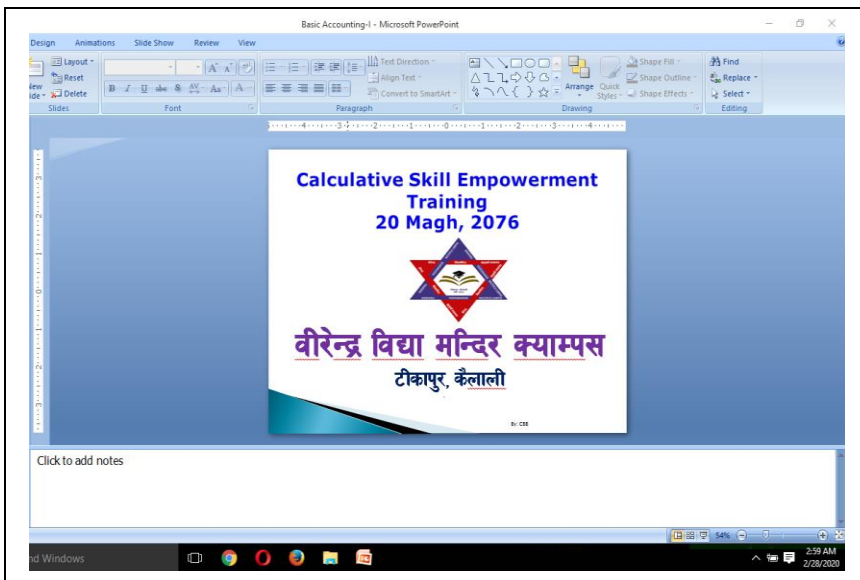 Basic Accounting-I - Microsoft PowerPoint
Design Animations Slide Show Review View
Layout Text Direction Shape Fill Find
Reset Align Text Arrange Quick Styles Shape Outline Replace
Delete Convert to SmartArt Shape Effects Select
Slides Font Paragraph Drawing Editing
Calculative Skill Empowerment
Training
20 Magh, 2076
वीरेन्द्र विद्या मन्दिर क्याम्पस
टीकापुर, कैलाली
By: CBB
Click to add notes
54%
nd Windows
2:59 AM
2/28/2020